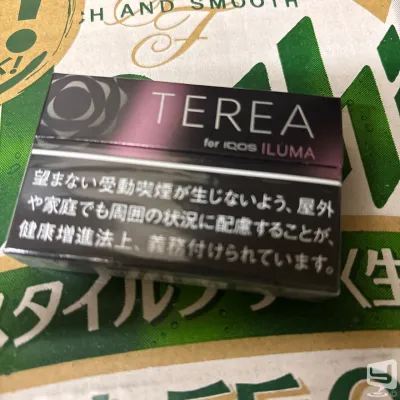 CH AND SMOOTH
TEREA
for IQOS ILUMA
望まない受動喫煙が生じないよう、屋外
や家庭でも周囲の状況に配慮することが、
健康増進法上、義務付けられています。
スタイル
く生